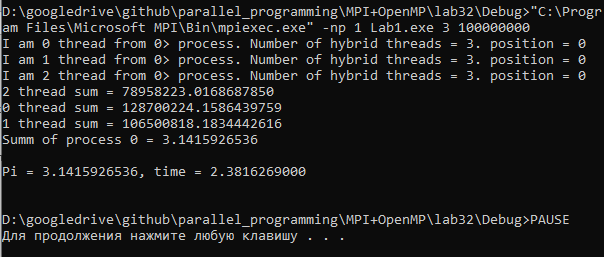 D:\googledrive\github\parallel_programming\MPI+OpenMP\lab32\Debug>"C:\Progr
am Files\Microsoft MPI\Bin\mpiexec.exe" -np 1 Lab1.exe 3 100000000
I am 0 thread from 0> process. Number of hybrid threads = 3. position = 0
I am 1 thread from 0> process. Number of hybrid threads = 3. position = 0
I am 2 thread from 0> process. Number of hybrid threads = 3. position = 0
2 thread sum = 78958223.0168687850
0 thread sum = 128700224.1586439759
1 thread sum = 106500818.1834442616
Summ of process 0 = 3.1415926536
Pi = 3.1415926536, time = 2.3816269000
D:\googledrive\github\parallel_programming\MPI+OpenMP\lab32\Debug>PAUSE
Для продолжения нажмите любую клавишу . . .